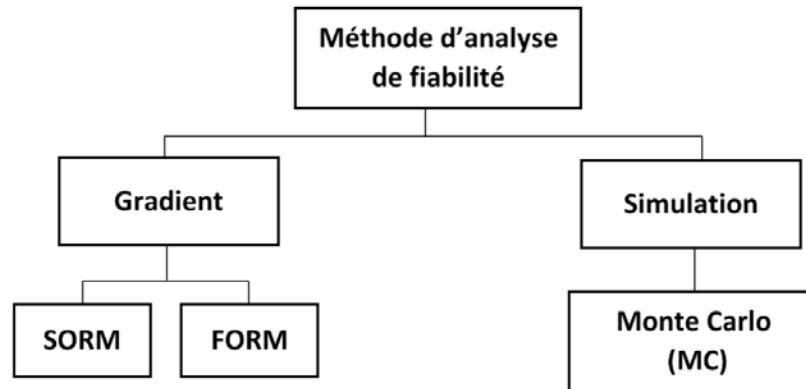 Méthode d'analyse
de fiabilité
Gradient
Simulation
SORM
FORM
Monte Carlo
(MC)